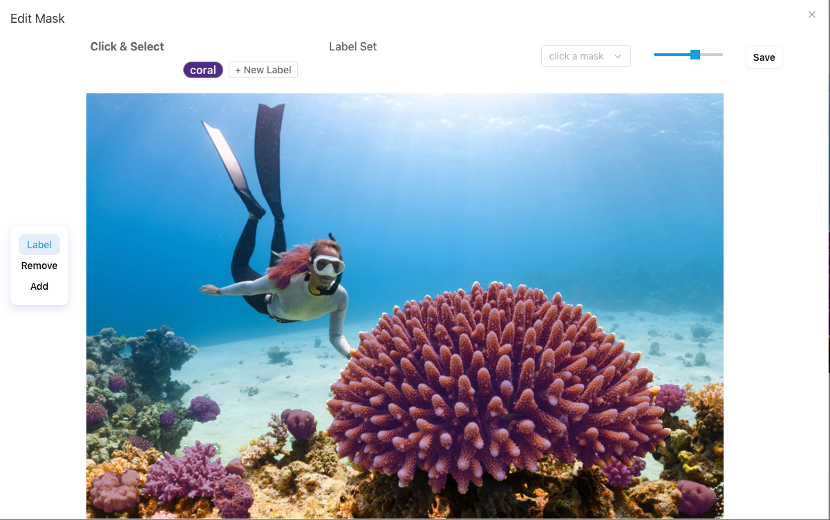 Edit Mask
Click & Select
Label Set
click a mask
Save
coral
+ New Label
Label
Remove
Add